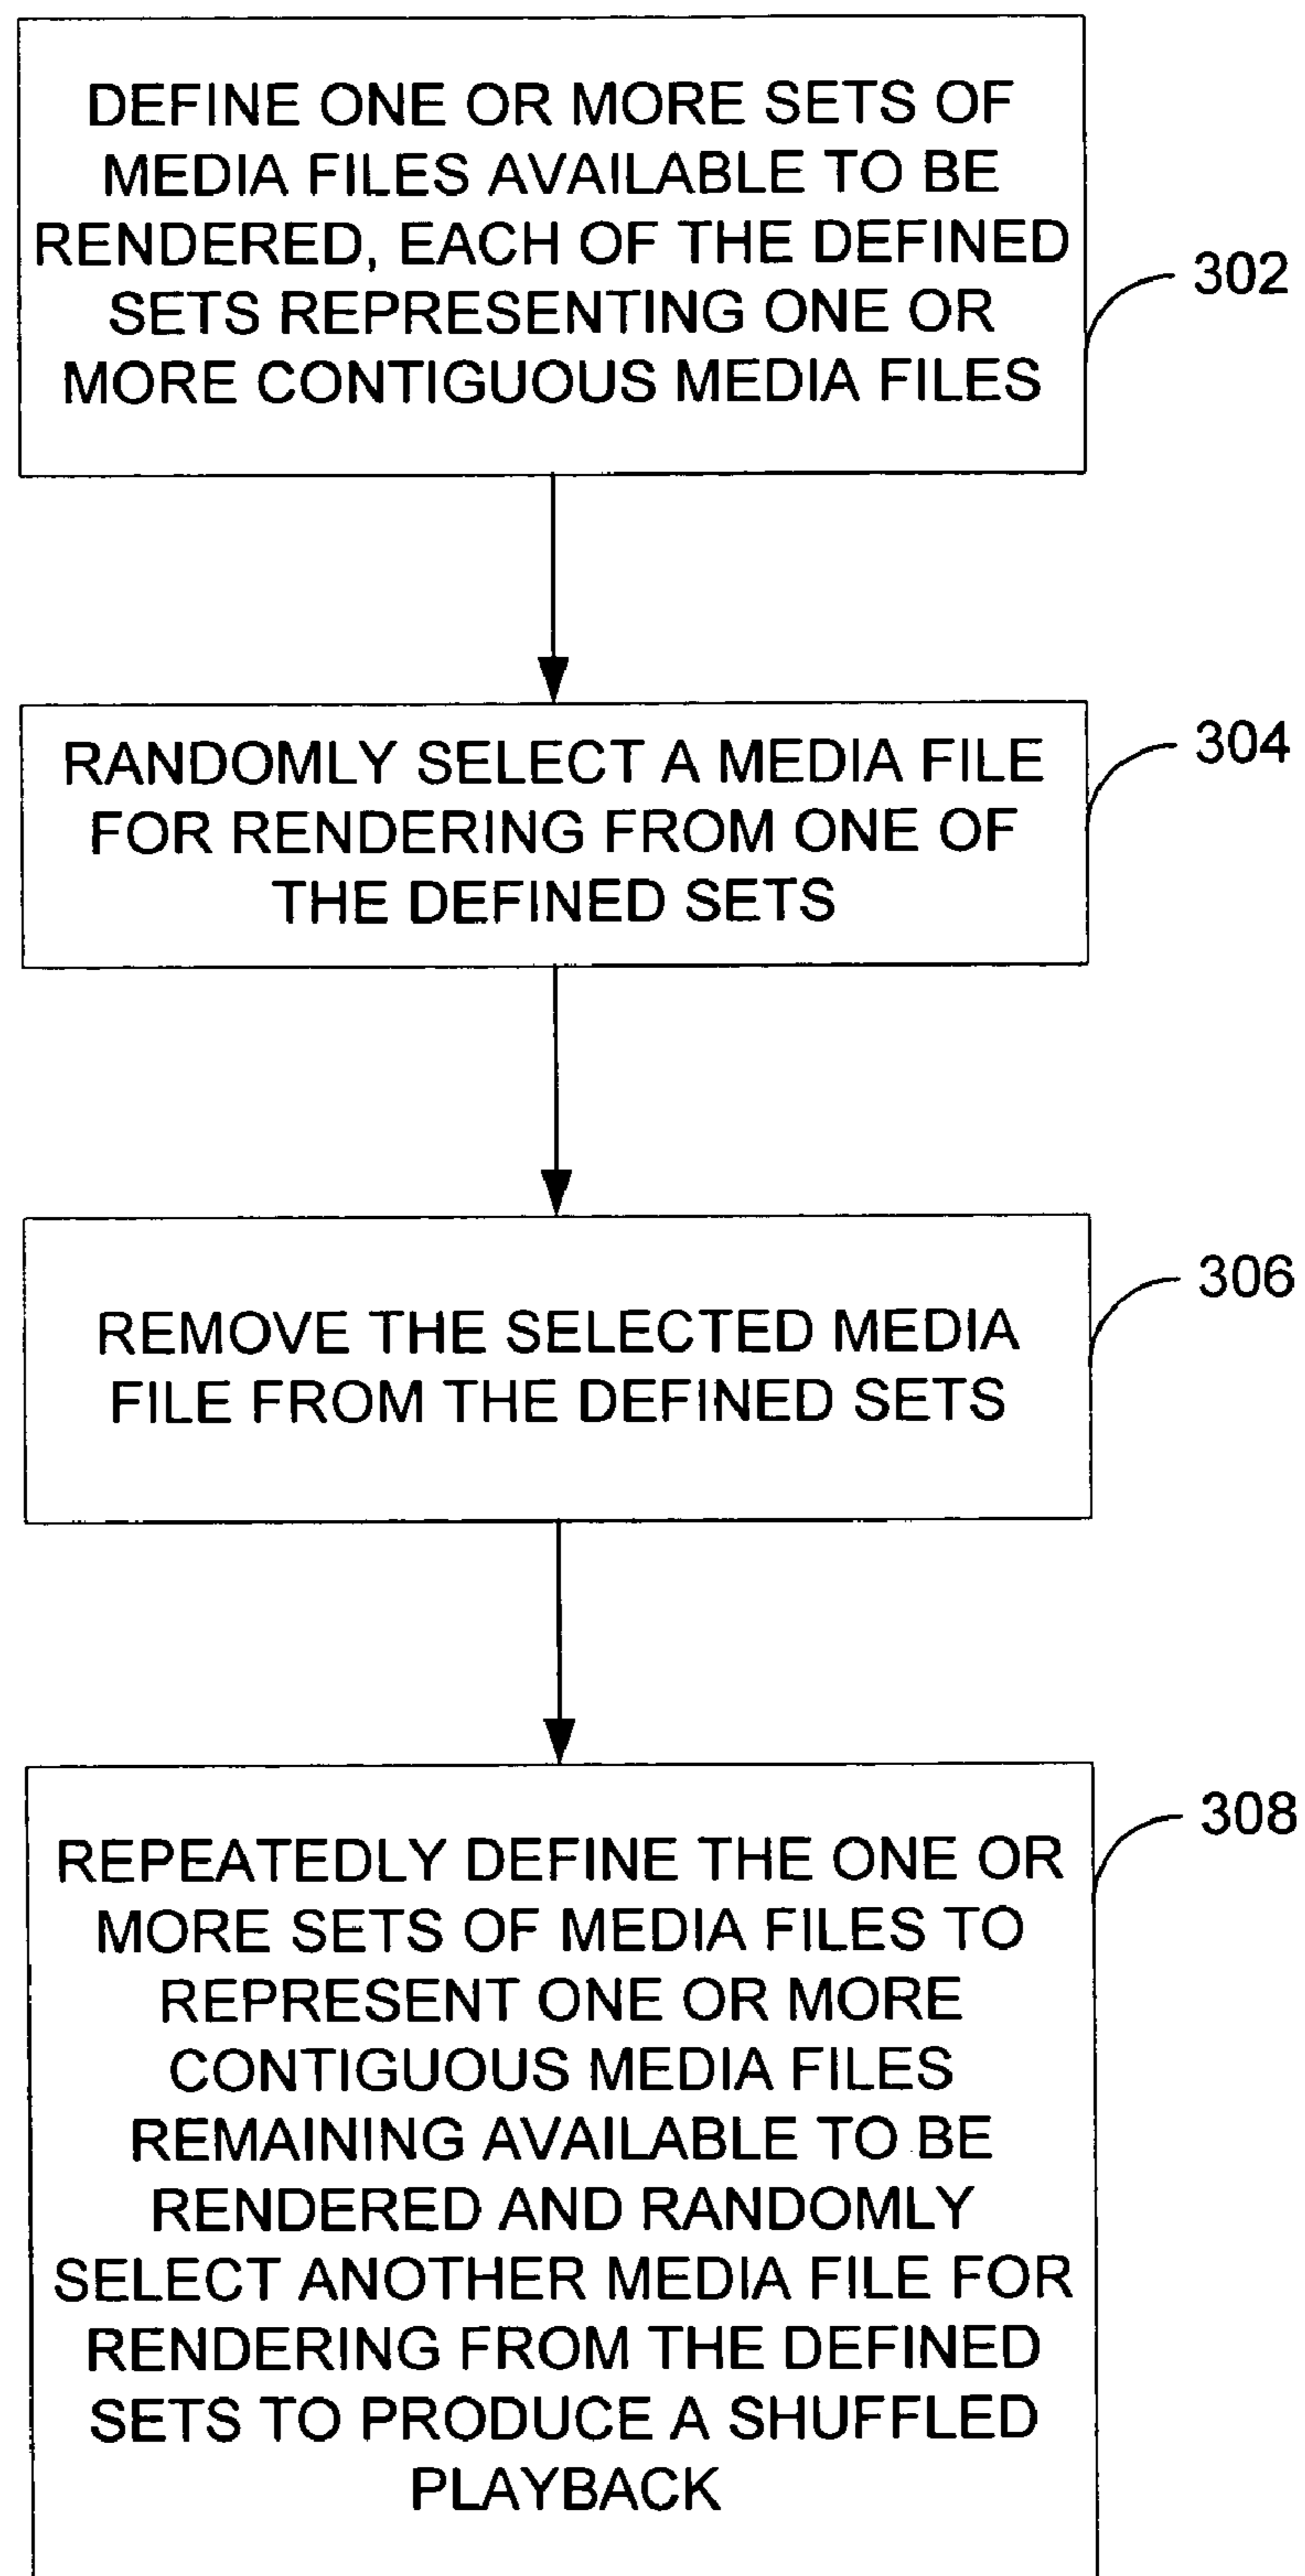 DEFINE ONE OR MORE SETS OF
MEDIA FILES AVAILABLE TO BE
RENDERED, EACH OF THE DEFINED
SETS REPRESENTING ONE OR
MORE CONTIGUOUS MEDIA FILES
302
RANDOMLY SELECT A MEDIA FILE
FOR RENDERING FROM ONE OF
THE DEFINED SETS
304
REMOVE THE SELECTED MEDIA
FILE FROM THE DEFINED SETS
306
REPEATEDLY DEFINE THE ONE OR
MORE SETS OF MEDIA FILES TO
REPRESENT ONE OR MORE
CONTIGUOUS MEDIA FILES
REMAINING AVAILABLE TO BE
RENDERED AND RANDOMLY
SELECT ANOTHER MEDIA FILE FOR
RENDERING FROM THE DEFINED
SETS TO PRODUCE A SHUFFLED
PLAYBACK
308